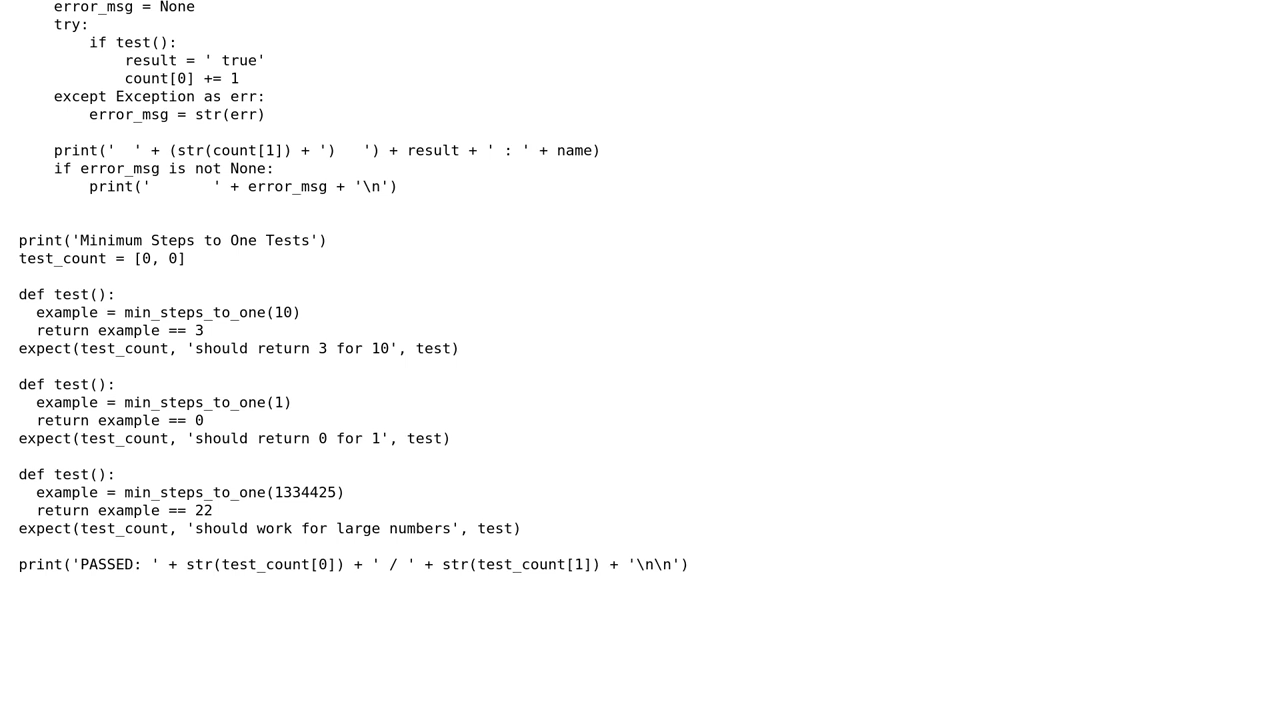 error_msg = None
    try:
        if test():
            result = ' true'
            count[0] += 1
    except Exception as err:
        error_msg = str(err)

    print('  ' + (str(count[1]) + ')   ') + result + ' : ' + name)
    if error_msg is not None:
        print('       ' + error_msg + '\n')


print('Minimum Steps to One Tests')
test_count = [0, 0]

def test():
  example = min_steps_to_one(10)
  return example == 3
expect(test_count, 'should return 3 for 10', test)

def test():
  example = min_steps_to_one(1)
  return example == 0
expect(test_count, 'should return 0 for 1', test)

def test():
  example = min_steps_to_one(1334425)
  return example == 22
expect(test_count, 'should work for large numbers', test)

print('PASSED: ' + str(test_count[0]) + ' / ' + str(test_count[1]) + '\n\n')